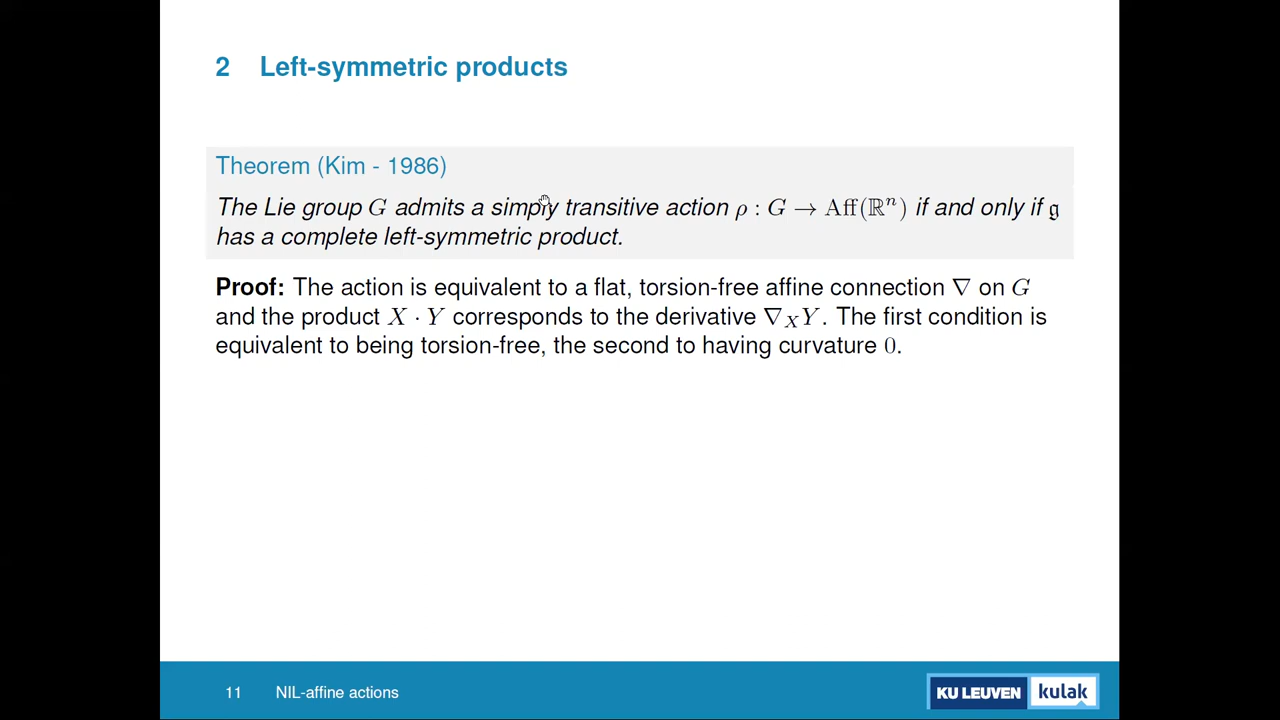 2 Left-symmetric products
Theorem (Kim - 1986)
The Lie group G admits a simply transitive action ρ : G → Aff(ℝⁿ) if and only if 𝔤
has a complete left-symmetric product.
Proof: The action is equivalent to a flat, torsion-free affine connection ∇ on G
and the product X · Y corresponds to the derivative ∇_X Y. The first condition is
equivalent to being torsion-free, the second to having curvature 0.
11 NIL-affine actions
KU LEUVEN kulak